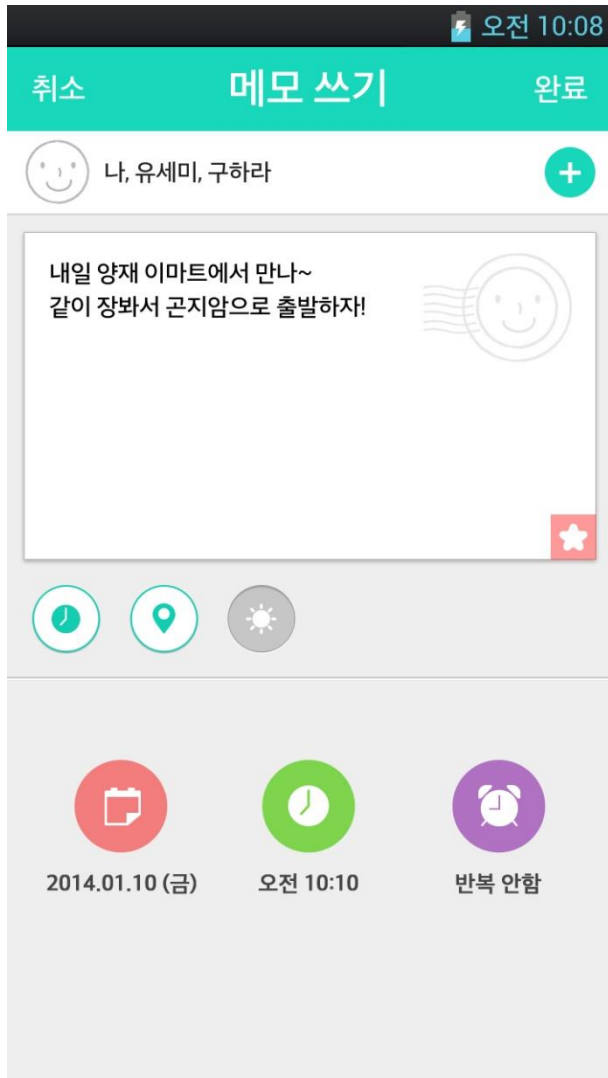 오전 10:08
취소 메모 쓰기 완료
나, 유세미, 구하라
내일 양재 이마트에서 만나~
같이 장봐서 곤지암으로 출발하자!
2014.01.10 (금) 오전 10:10 반복 안함